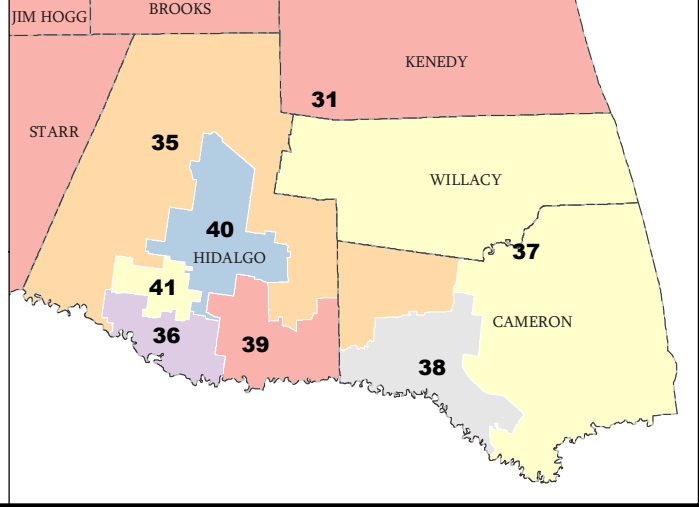 JIM HOGG
BROOKS
KENEDY
31
STARR
35
WILLACY
40
HIDALGO
37
41
CAMERON
36
39
38